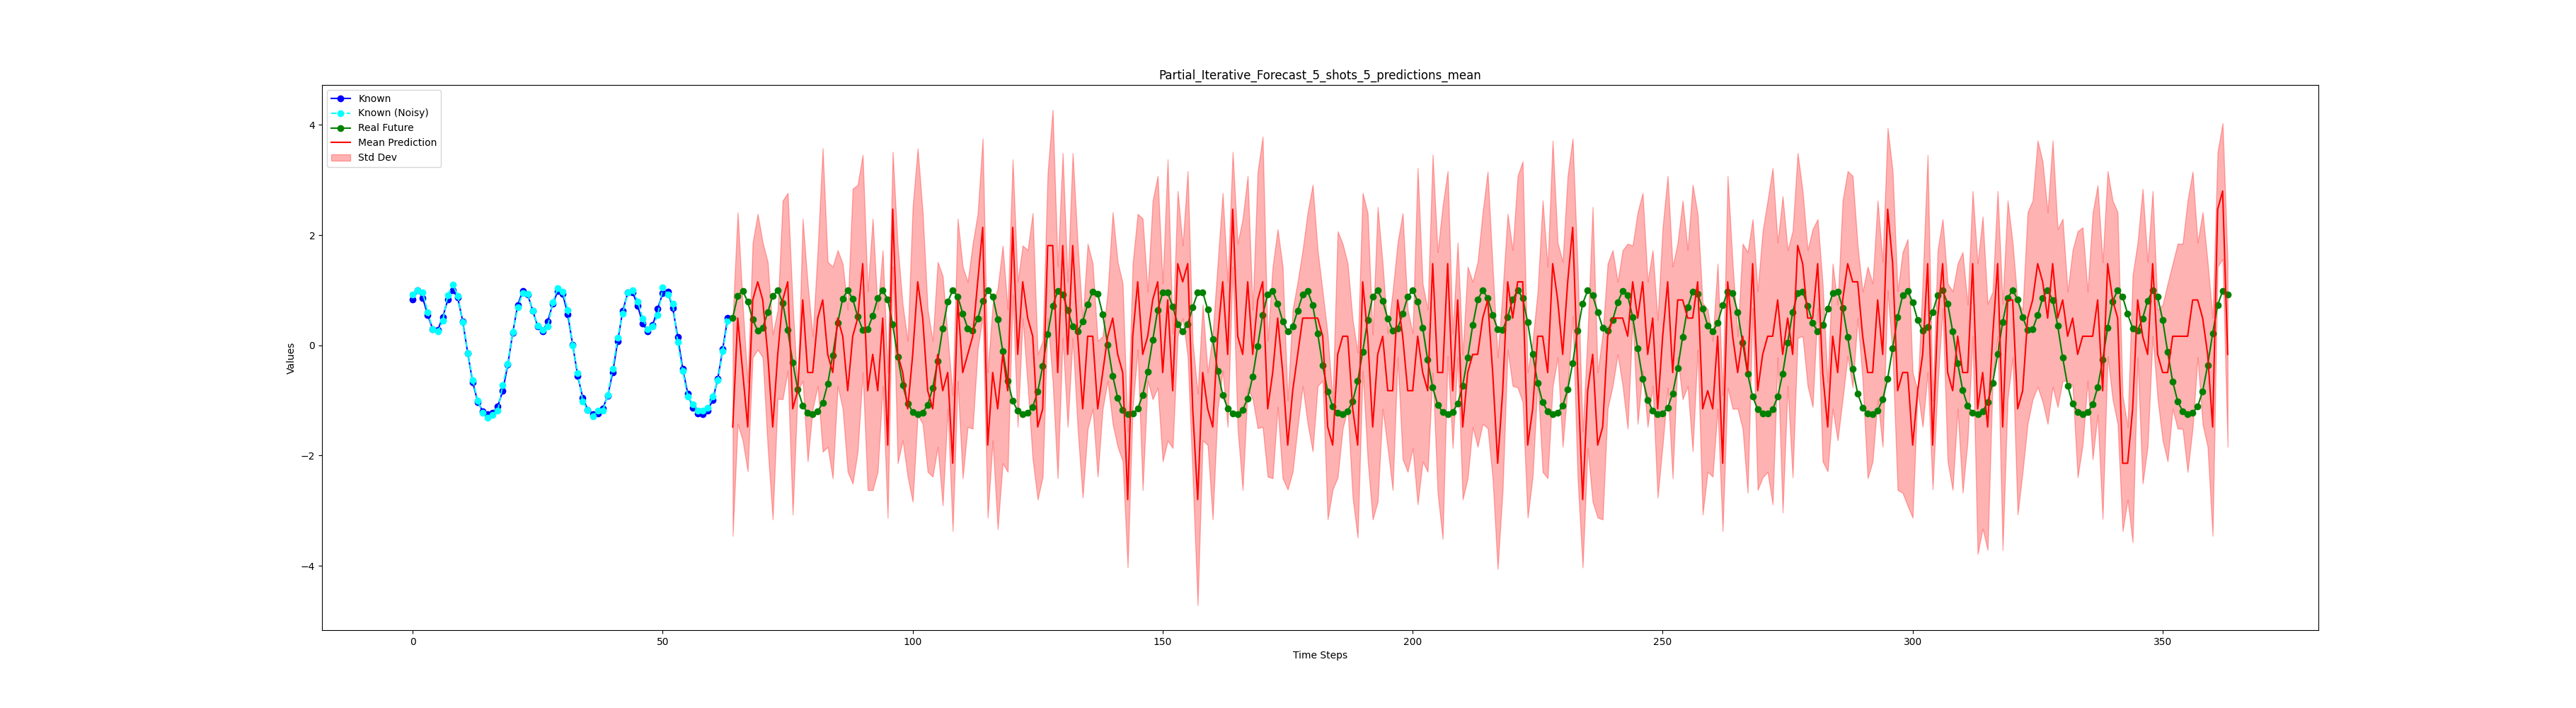 Partial_Iterative_Forecast_5_shots_5_predictions_mean
Known
Known (Noisy)
Real Future
Mean Prediction
Std Dev
4
2
0
−2
−4
Values
0 50 100 150 200 250 300 350
Time Steps